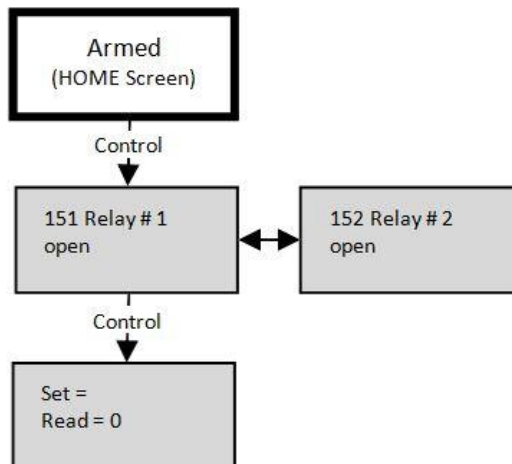 Armed
(HOME Screen)
Control
151 Relay # 1
open
152 Relay # 2
open
Control
Set =
Read = 0